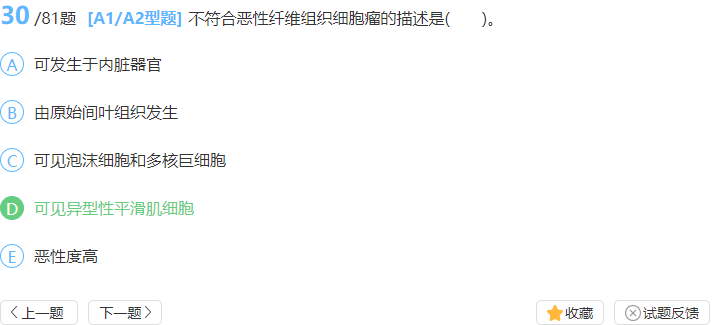 30/81题 [A1/A2型题] 不符合恶性纤维组织细胞瘤的描述是( )。
A 可发生于内脏器官
B 由原始间叶组织发生
C 可见泡沫细胞和多核巨细胞
D 可见异型性平滑肌细胞
E 恶性度高
上一题 下一题 收藏 试题反馈